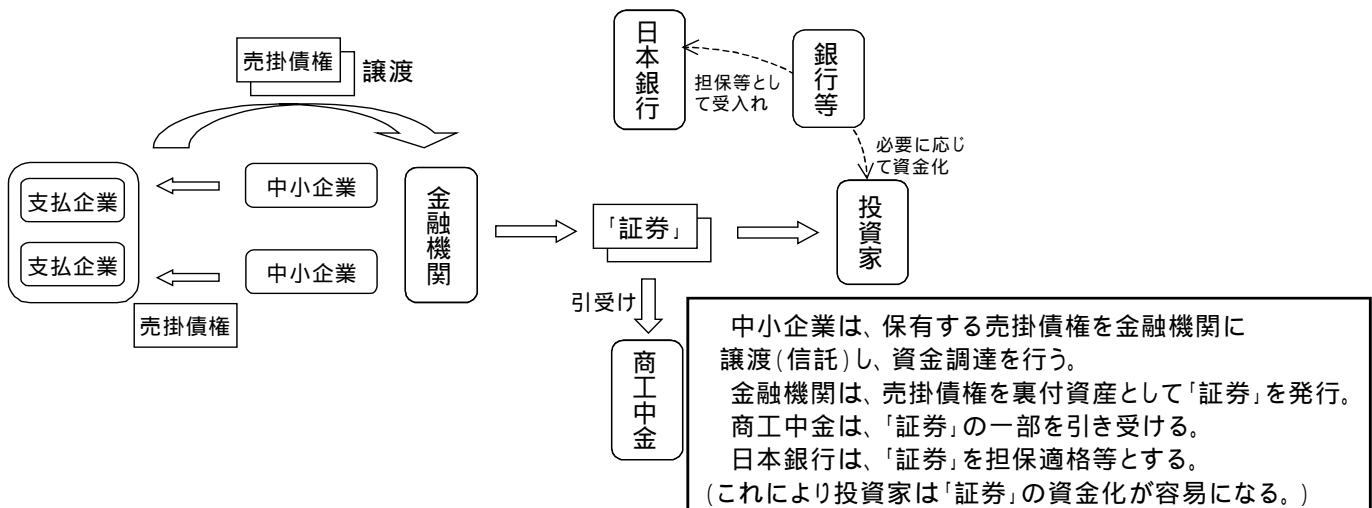 売掛債権
譲渡
日本銀行
銀行等
担保等とし
て受入れ
必要に応じ
て資金化
支払企業
中小企業
金融機関
「証券」
投資家
支払企業
中小企業
売掛債権
引受け
商工中金
中小企業は、保有する売掛債権を金融機関に
譲渡(信託)し、資金調達を行う。
金融機関は、売掛債権を裏付資産として「証券」を発行。
商工中金は、「証券」の一部を引き受ける。
日本銀行は、「証券」を担保適格等とする。
(これにより投資家は「証券」の資金化が容易になる。)